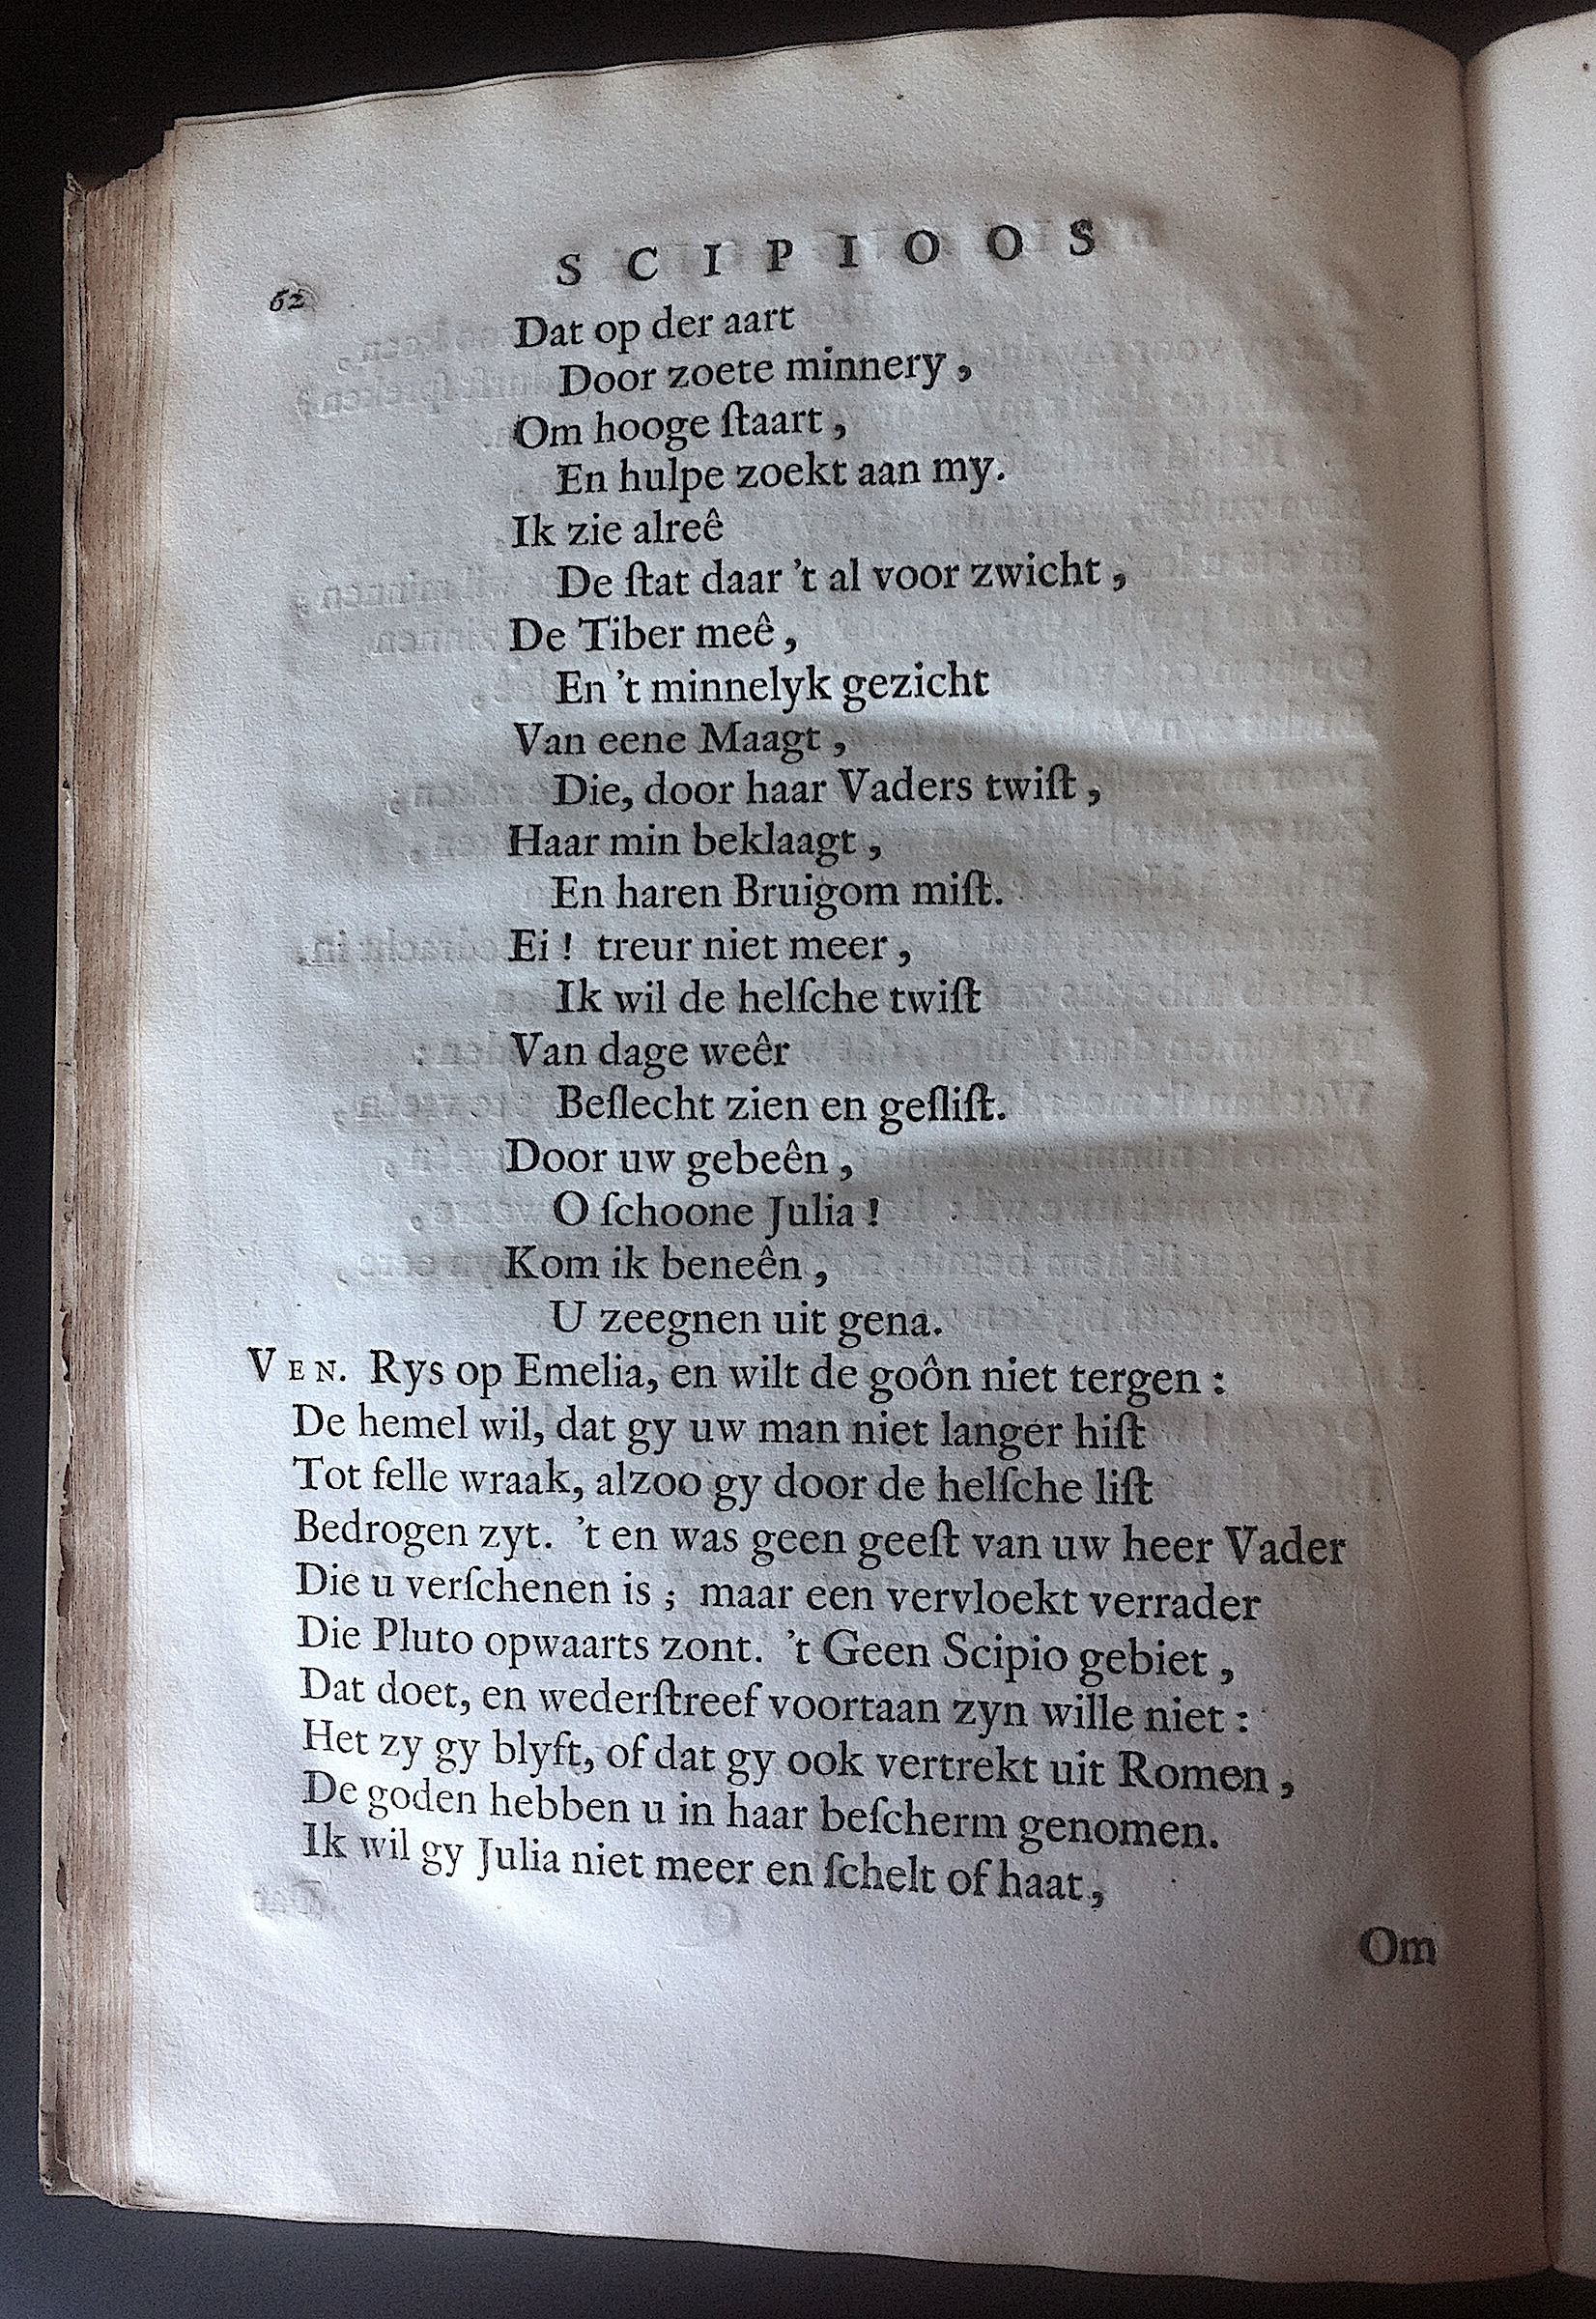 62 SCIPIOOS
Dat op der aart
Door zoete minnery,
Om hooge ſtaart,
En hulpe zoekt aan my.
Ik zie alreê
De ſtat daar 't al voor zwicht,
De Tiber meê,
En 't minnelyk gezicht
Van eene Maagt,
Die, door haar Vaders twiſt,
Haar min beklaagt,
En haren Bruigom miſt.
Ei! treur niet meer,
Ik wil de helſche twiſt
Van dage weêr
Beſlecht zien en geſliſt.
Door uw gebeên,
O ſchoone Julia!
Kom ik beneên,
U zeegnen uit gena.
VEN. Rys op Emelia, en wilt de goôn niet tergen:
De hemel wil, dat gy uw man niet langer hiſt
Tot felle wraak, alzoo gy door de helſche liſt
Bedrogen zyt. 't en was geen geeſt van uw heer Vader
Die u verſchenen is; maar een vervloekt verrader
Die Pluto opwaarts zont. 't Geen Scipio gebiet,
Dat doet, en wederſtreef voortaan zyn wille niet:
Het zy gy blyft, of dat gy ook vertrekt uit Romen,
De goden hebben u in haar beſcherm genomen.
Ik wil gy Julia niet meer en ſchelt of haat,
Om